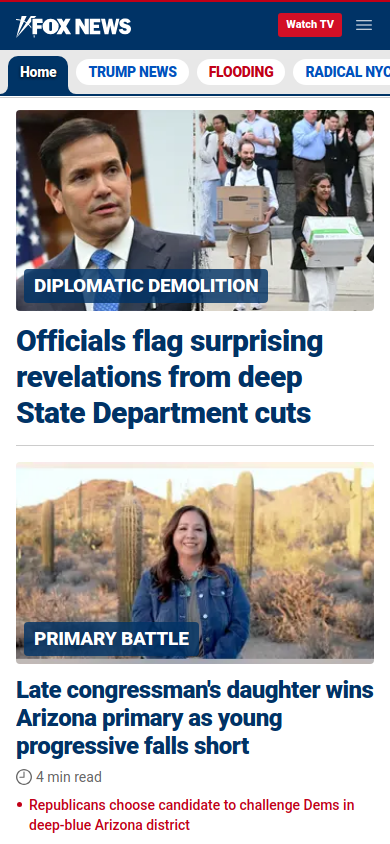 FOX NEWS
Watch TV
Home
TRUMP NEWS
FLOODING
RADICAL NYC
DIPLOMATIC DEMOLITION
Officials flag surprising
revelations from deep
State Department cuts
PRIMARY BATTLE
Late congressman's daughter wins
Arizona primary as young
progressive falls short
4 min read
• Republicans choose candidate to challenge Dems in
deep-blue Arizona district